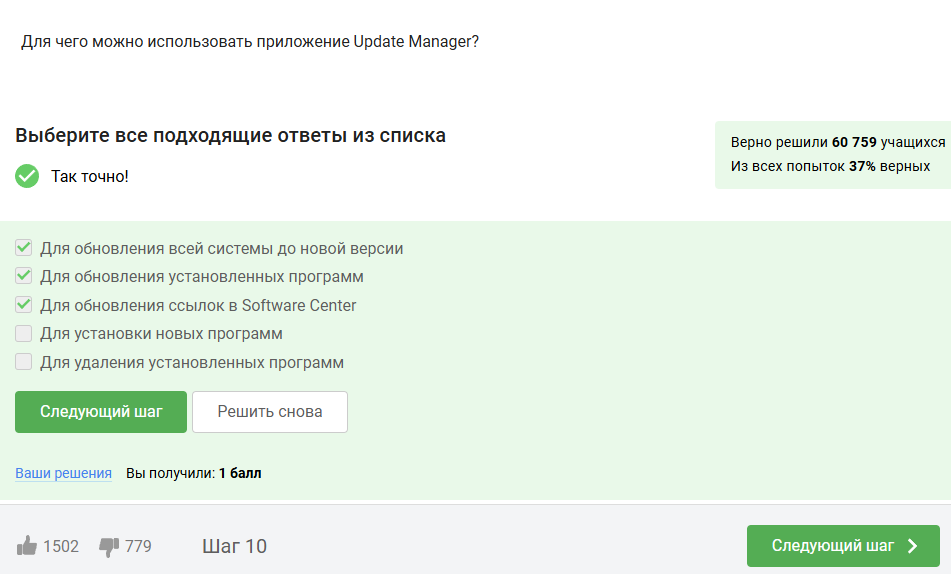 Для чего можно использовать приложение Update Manager?
Выберите все подходящие ответы из списка
Верно решили 60 759 учащихся
Из всех попыток 37% верных
Так точно!
Для обновления всей системы до новой версии
Для обновления установленных программ
Для обновления ссылок в Software Center
Для установки новых программ
Для удаления установленных программ
Следующий шаг
Решить снова
Ваши решения Вы получили: 1 балл
1502 779 Шаг 10 Следующий шаг